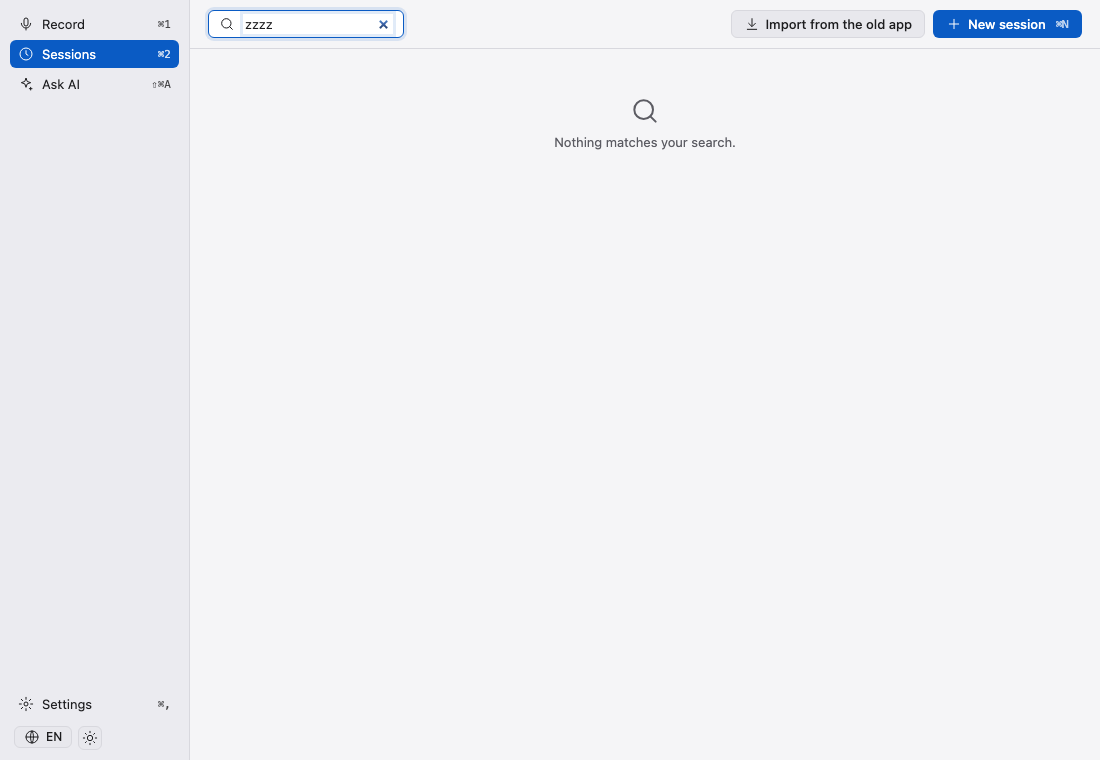 Record ⌘1
Sessions ⌘2
Ask AI ⇧⌘A
zzzz
Import from the old app
New session ⌘N
Nothing matches your search.
Settings ⌘,
EN